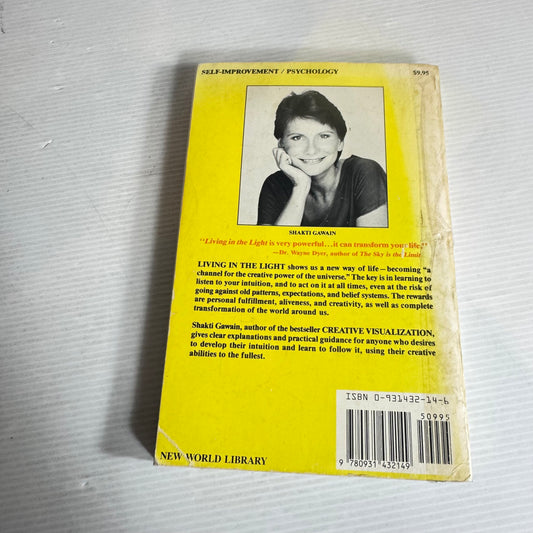 SELF-IMPROVEMENT / PSYCHOLOGY $9.95
SHAKTI GAWAIN
"Living in the Light is very powerful...it can transform your life."
—Dr. Wayne Dyer, author of The Sky is the Limit
LIVING IN THE LIGHT shows us a new way of life—becoming "a
channel for the creative power of the universe." The key is in learning to
listen to your intuition, and to act on it at all times, even at the risk of
going against old patterns, expectations, and belief systems. The rewards
are personal fulfillment, aliveness, and creativity, as well as complete
transformation of the world around us.
Shakti Gawain, author of the bestseller CREATIVE VISUALIZATION,
gives clear explanations and practical guidance for anyone who desires
to develop their intuition and learn to follow it, using their creative
abilities to the fullest.
ISBN 0-931432-14-6
50995
9 780931 432149
NEW WORLD LIBRARY